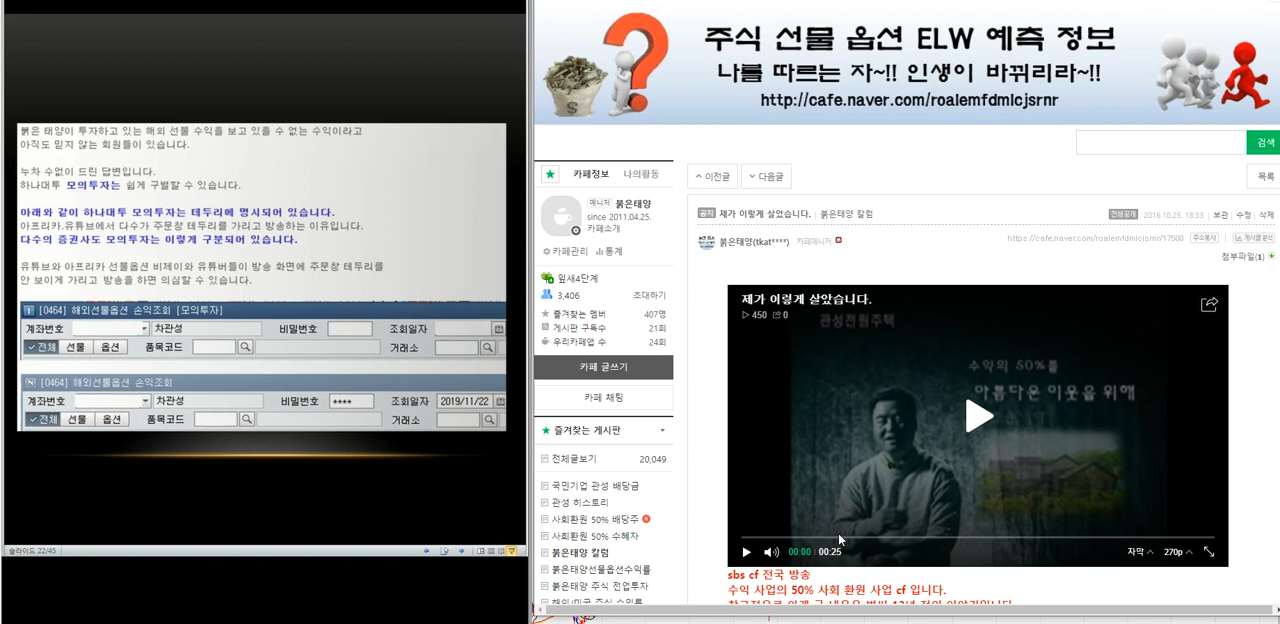 붉은 태양이 투자하고 있는 해외 선물 수익을 보고 있을 수 없는 수익이라고
아직도 믿지 않는 회원들이 있습니다.
누차 수없이 드린 답변입니다.
하나대투 모의투자는 쉽게 구별할 수 있습니다.
아래와 같이 하나대투 모의투자는 테두리에 명시되어 있습니다.
아프리카.유튜브에서 다수가 주문창 테두리를 가리고 방송하는 이유입니다.
다수의 증권사도 모의투자는 이렇게 구분되어 있습니다.
유튜브와 아프리카 선물옵션 비제이와 유튜버들이 방송 화면에 주문창 테두리를
안 보이게 가리고 방송을 하면 의심할 수 있습니다.
[0464] 해외선물옵션 손익조회 [모의투자]
계좌번호 차관성 비밀번호 조회일자
전체 선물 옵션 품목코드 거래소
[0464] 해외선물옵션 손익조회
계좌번호 차관성 비밀번호 **** 조회일자 2019/11/22
전체 선물 옵션 품목코드 거래소
슬라이드 22/45
주식 선물 옵션 ELW 예측 정보
나를 따르는 자~!! 인생이 바뀌리라~!!
http://cafe.naver.com/roalemfdmlcjsrnr
검색
카페정보 나의활동
매니저 붉은태양
since 2011.04.25.
카페소개
카페관리 통계
잎새4단계
3,406 초대하기
즐겨찾는 멤버 407명
게시판 구독수 21회
우리카페앱 수 24회
카페 글쓰기
카페 채팅
즐겨찾는 게시판
전체글보기 20,049
국민기업 관성 배당금
관성 히스토리
사회환원 50% 배당주
사회환원 50% 수혜자
붉은태양 칼럼
붉은태양선물옵션수익률
붉은태양 주식 전업투자
해외/미국 주식 수익률
이전글 다음글 목록
공지 제가 이렇게 살았습니다. | 붉은태양 칼럼 전체공개 2016.10.25. 18:33 보관 수정 삭제
붉은태양(tkat****) 카페매니저 https://cafe.naver.com/roalemfdmlcjsrnr/17500 주소복사 게시글 분석
첨부파일(1)
제가 이렇게 살았습니다.
450 0
관성전원주택
수익의 50%를
아름다운 이웃을 위해
00:00 00:25 자막 270p
sbs cf 전국 방송
수익 사업의 50% 사회 환원 사업 cf 입니다.